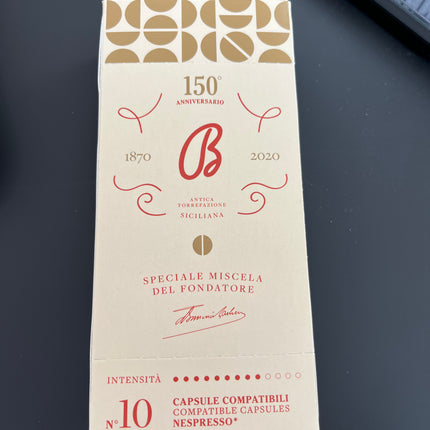 150°
ANNIVERSARIO
1870
B
2020
ANTICA
TORREFAZIONE
SICILIANA
SPECIALE MISCELA
DEL FONDATORE
INTENSITÀ
N° 10
CAPSULE COMPATIBILI
COMPATIBLE CAPSULES
NESPRESSO*